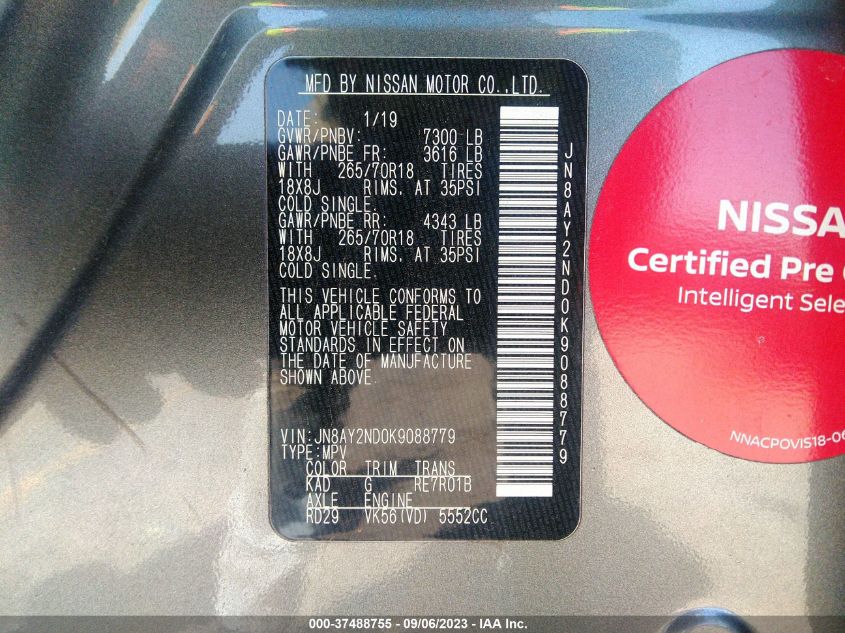 MFD BY NISSAN MOTOR CO.,LTD.
DATE: 1/19
GVWR/PNBV: 7300 LB
GAWR/PNBE FR: 3616 LB
WITH 265/70R18 TIRES
18X8J RIMS. AT 35PSI
COLD SINGLE.
GAWR/PNBE RR: 4343 LB
WITH 265/70R18 TIRES
18X8J RIMS. AT 35PSI
COLD SINGLE.
THIS VEHICLE CONFORMS TO
ALL APPLICABLE FEDERAL
MOTOR VEHICLE SAFETY
STANDARDS IN EFFECT ON
THE DATE OF MANUFACTURE
SHOWN ABOVE.
VIN:JN8AY2ND0K9088779
TYPE:MPV
COLOR TRIM TRANS
KAD G RE7R01B
AXLE ENGINE
RD29 VK56(VD) 5552CC
JN8AY2ND0K9088779
NISSA
Certified Pre
Intelligent Sele
NNACPOVIS18-06
000-37488755 - 09/06/2023 - IAA Inc.